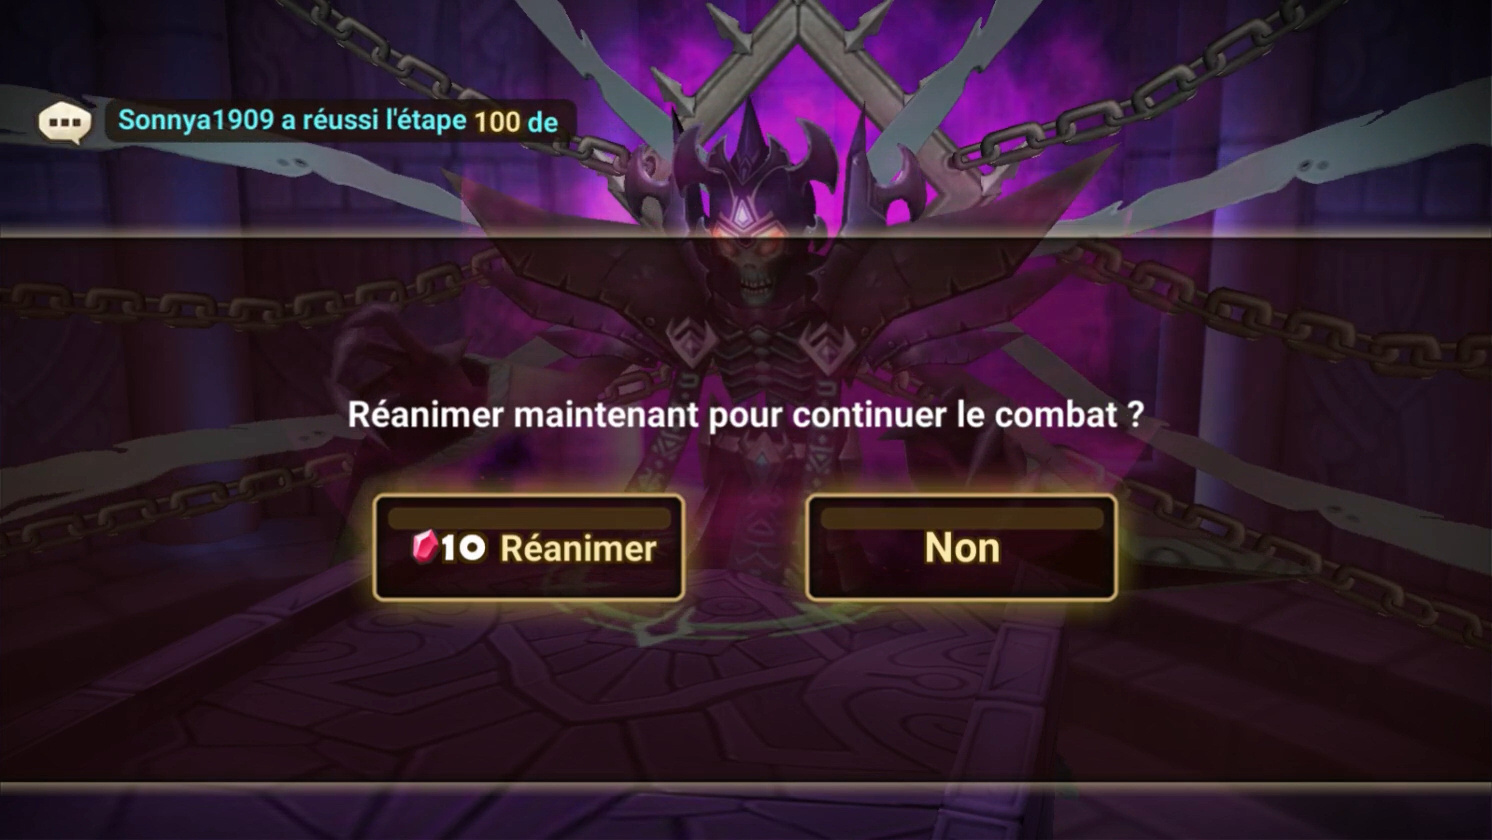 Sonnya1909 a réussi l'étape 100 de
Réanimer maintenant pour continuer le combat ?
10 Réanimer
Non